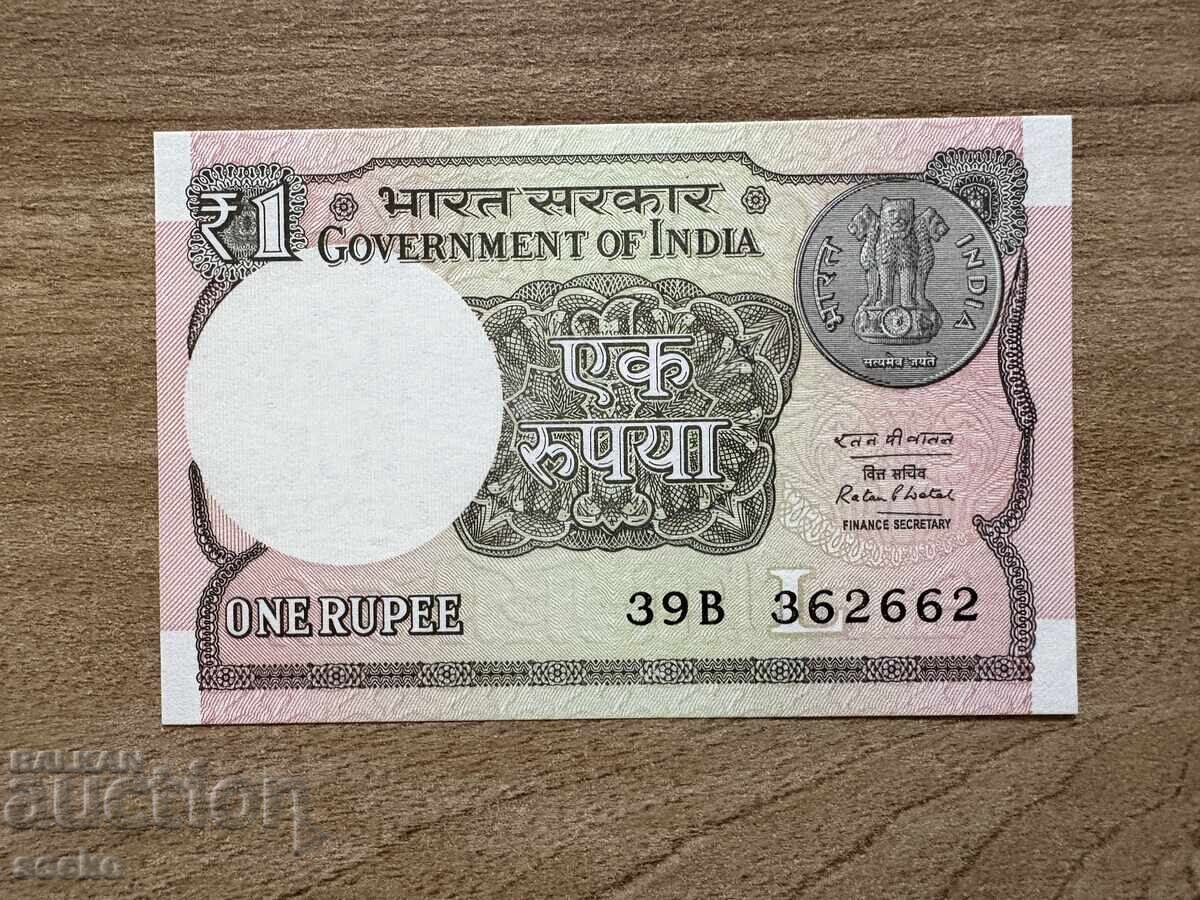 ₹1
भारत सरकार
GOVERNMENT OF INDIA
भारत
INDIA
सत्यमेव जयते
एक
रुपया
रतन पी वातल
वित्त सचिव
Ratan P Watal
FINANCE SECRETARY
L
ONE RUPEE
39B 362662
BALKAN
auction
socko